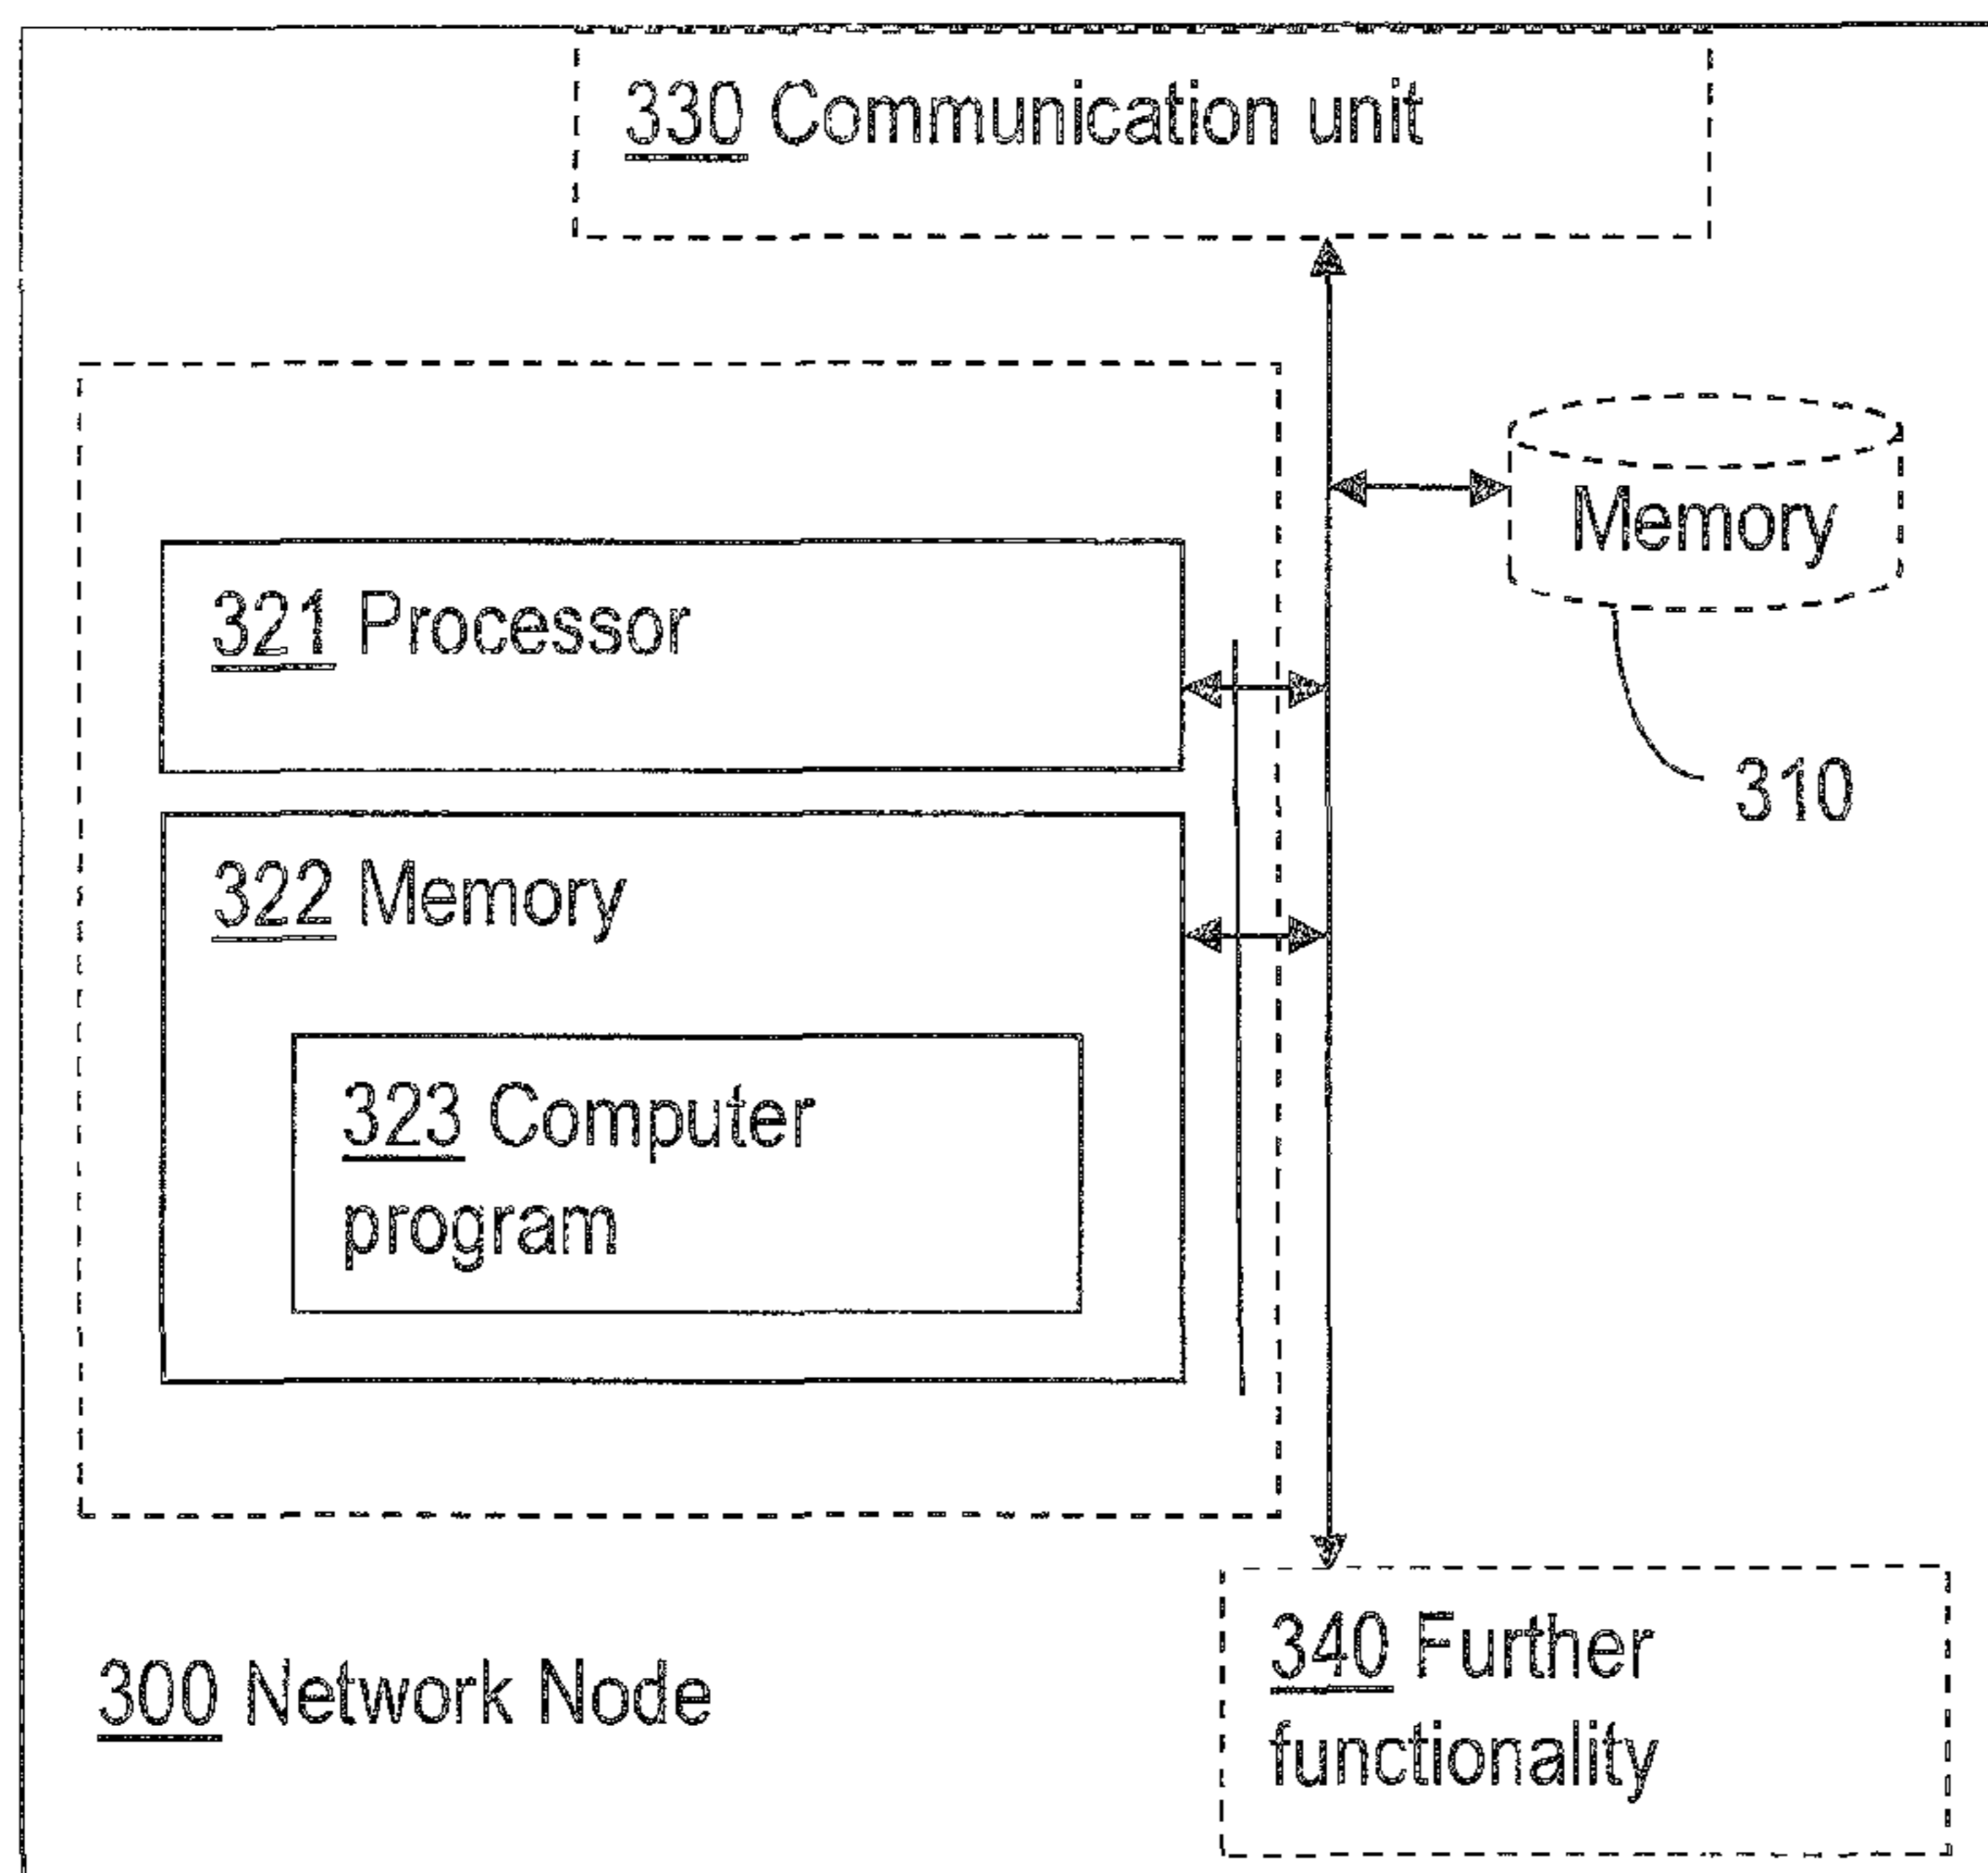 330 Communication unit
Memory
321 Processor
310
322 Memory
323 Computer
program
340 Further
functionality
300 Network Node